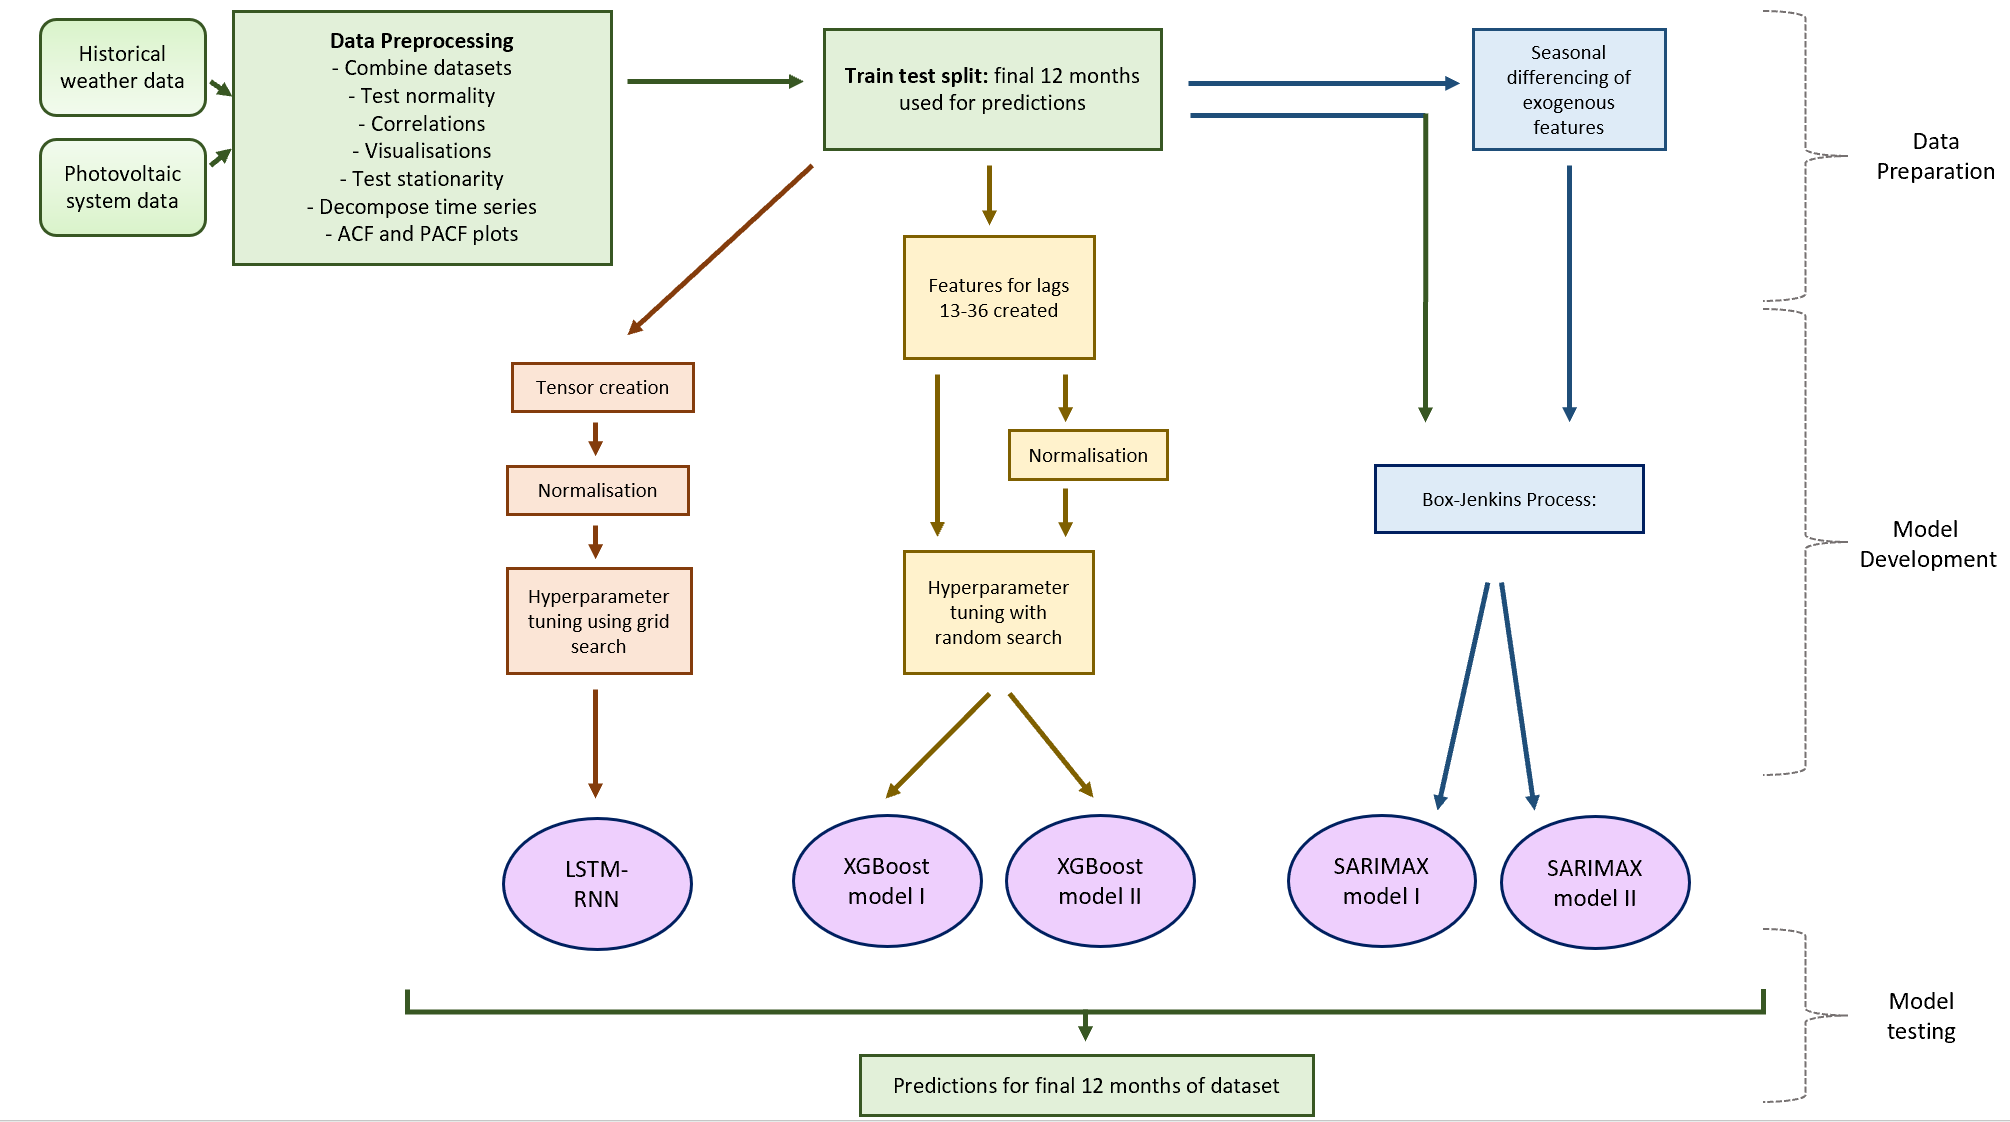 Historical
weather data
Photovoltaic
system data
Data Preprocessing
- Combine datasets
- Test normality
- Correlations
- Visualisations
- Test stationarity
- Decompose time series
- ACF and PACF plots
Train test split: final 12 months
used for predictions
Seasonal
differencing of
exogenous
features
Data
Preparation
Features for lags
13-36 created
Tensor creation
Normalisation
Hyperparameter
tuning using grid
search
Normalisation
Hyperparameter
tuning with
random search
Box-Jenkins Process:
Model
Development
LSTM-
RNN
XGBoost
model I
XGBoost
model II
SARIMAX
model I
SARIMAX
model II
Model
testing
Predictions for final 12 months of dataset